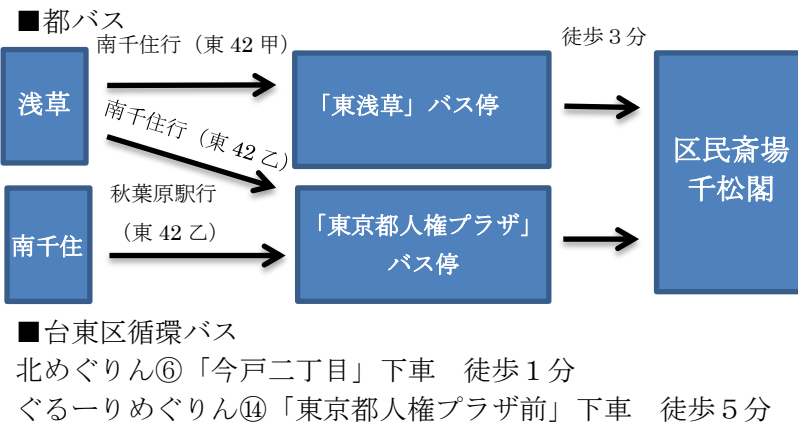 ■都バス
南千住行（東 42 甲）
徒歩３分
浅草
「東浅草」バス停
南千住行（東 42 乙）
区民斎場
千松閣
秋葉原駅行
（東 42 乙）
南千住
「東京都人権プラザ」
バス停
■台東区循環バス
北めぐりん⑥「今戸二丁目」下車　徒歩１分
ぐるーりめぐりん⑭「東京都人権プラザ前」下車　徒歩５分